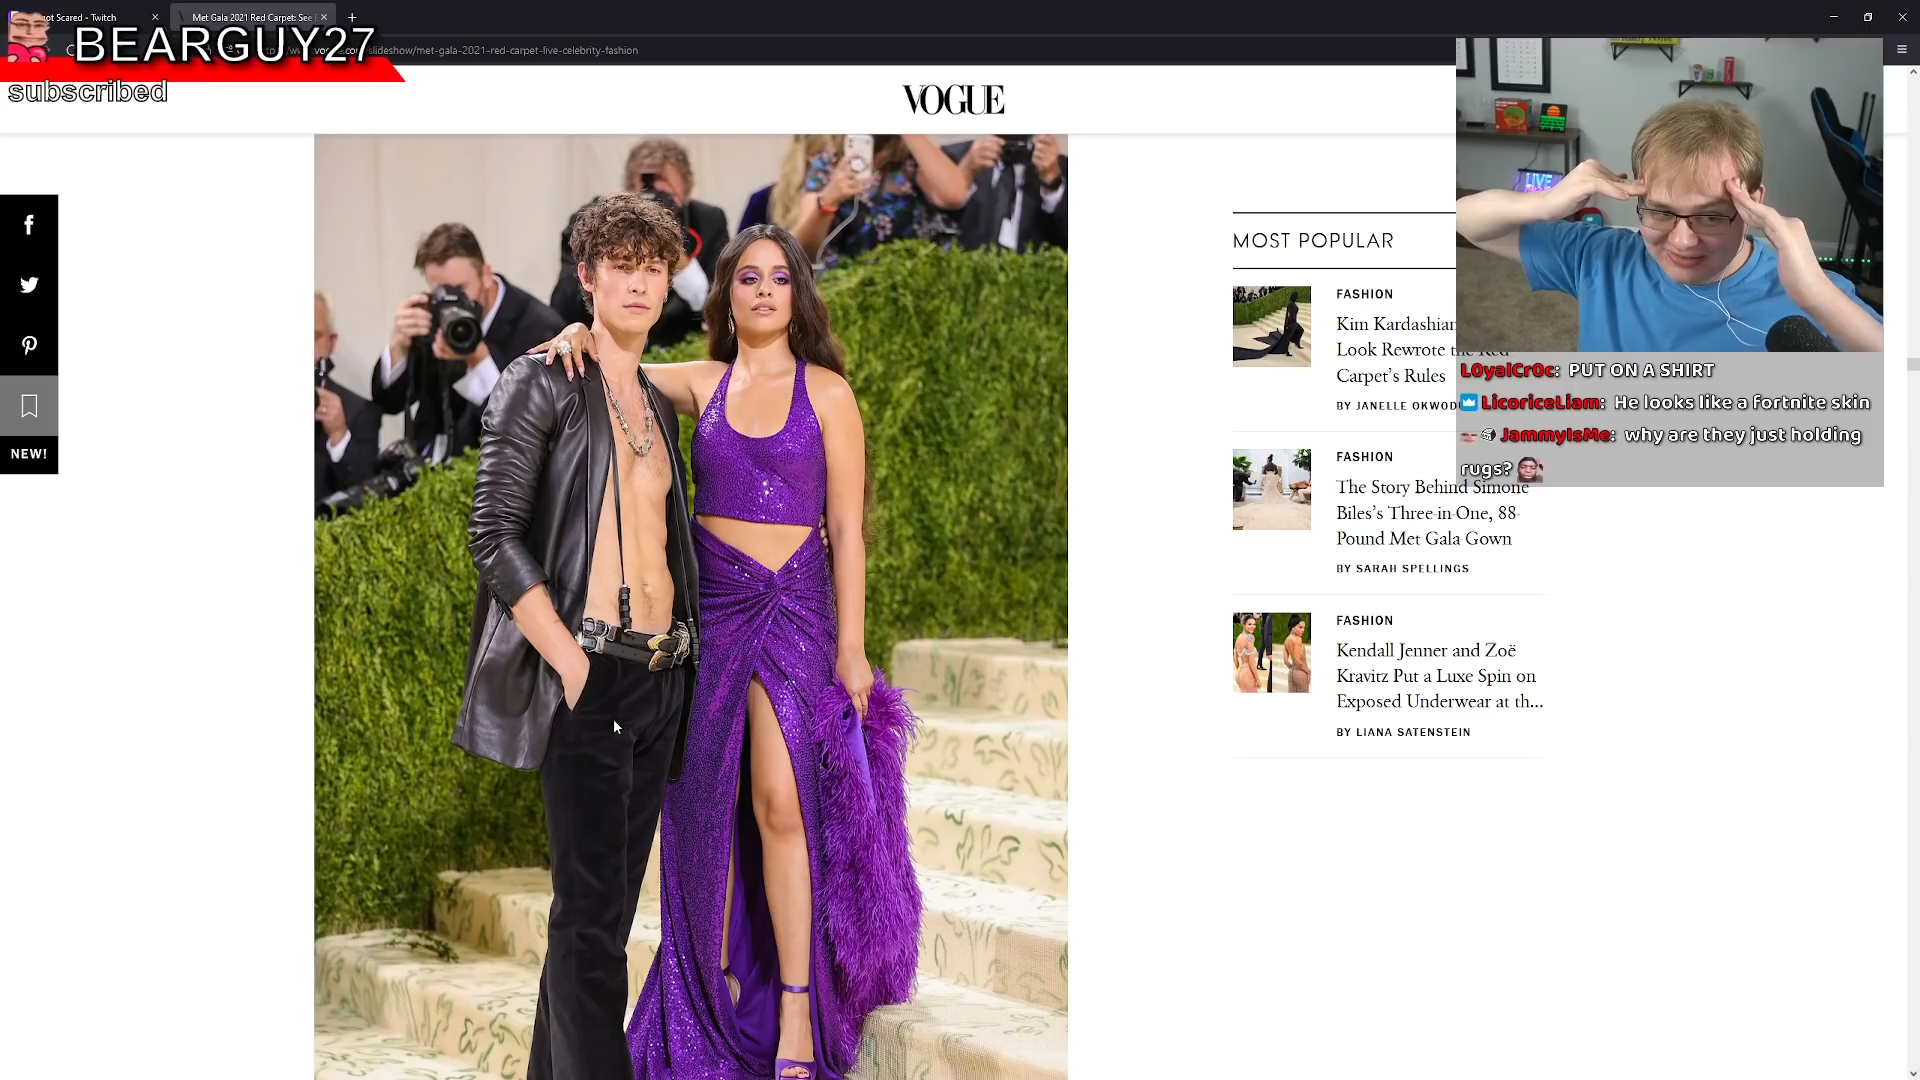 ot Scared - Twitch
Met Gala 2021 Red Carpet: See
BEARGUY27
subscribed
slideshow/met-gala-2021-red-carpet-live-celebrity-fashion
VOGUE
NEW!
MOST POPULAR
FASHION
Kim Kardashian
Look Rewrote the Red
Carpet's Rules
BY JANELLE OKWOD
FASHION
The Story Behind Simone
Biles's Three-in-One, 88-
Pound Met Gala Gown
BY SARAH SPELLINGS
FASHION
Kendall Jenner and Zoë
Kravitz Put a Luxe Spin on
Exposed Underwear at th...
BY LIANA SATENSTEIN
LIVE
L0yalCr0c: PUT ON A SHIRT
LicoriceLiam: He looks like a fortnite skin
JammyIsMe: why are they just holding
rugs?